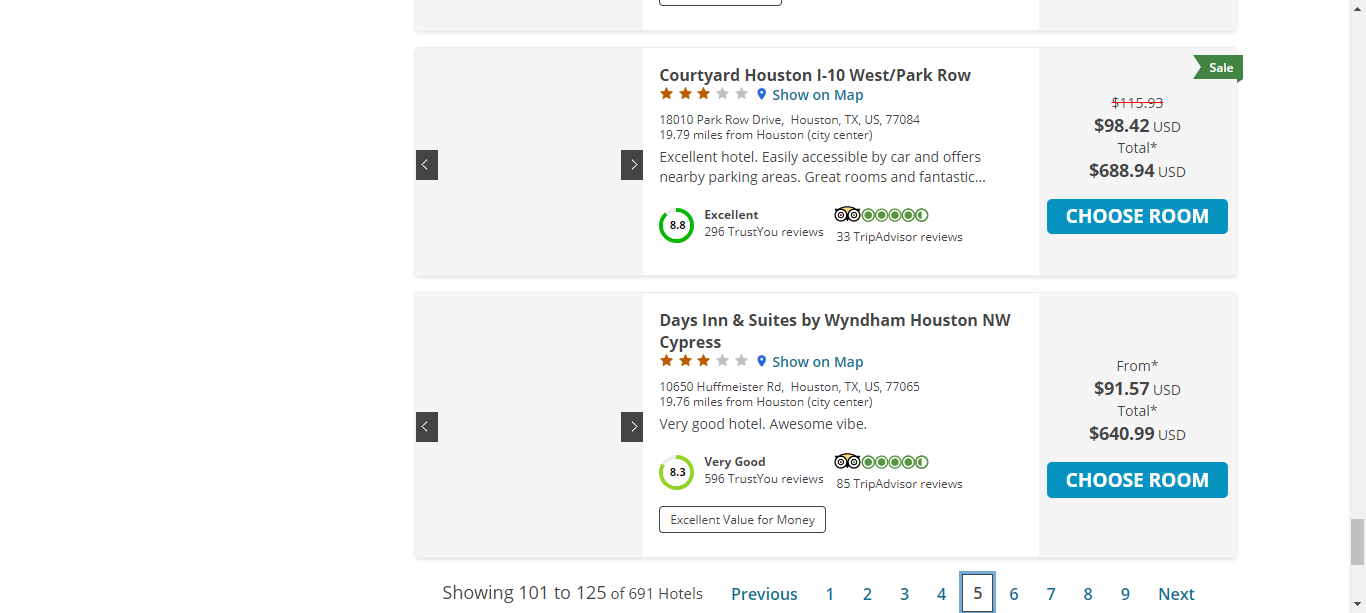 Courtyard Houston I-10 West/Park Row
Show on Map
18010 Park Row Drive, Houston, TX, US, 77084
19.79 miles from Houston (city center)
Excellent hotel. Easily accessible by car and offers
nearby parking areas. Great rooms and fantastic...
8.8
Excellent
296 TrustYou reviews
33 TripAdvisor reviews
Sale
$115.93
$98.42 USD
Total*
$688.94 USD
CHOOSE ROOM
Days Inn & Suites by Wyndham Houston NW
Cypress
Show on Map
10650 Huffmeister Rd, Houston, TX, US, 77065
19.76 miles from Houston (city center)
Very good hotel. Awesome vibe.
8.3
Very Good
596 TrustYou reviews
85 TripAdvisor reviews
Excellent Value for Money
From*
$91.57 USD
Total*
$640.99 USD
CHOOSE ROOM
Showing 101 to 125 of 691 Hotels Previous 1 2 3 4 5 6 7 8 9 Next